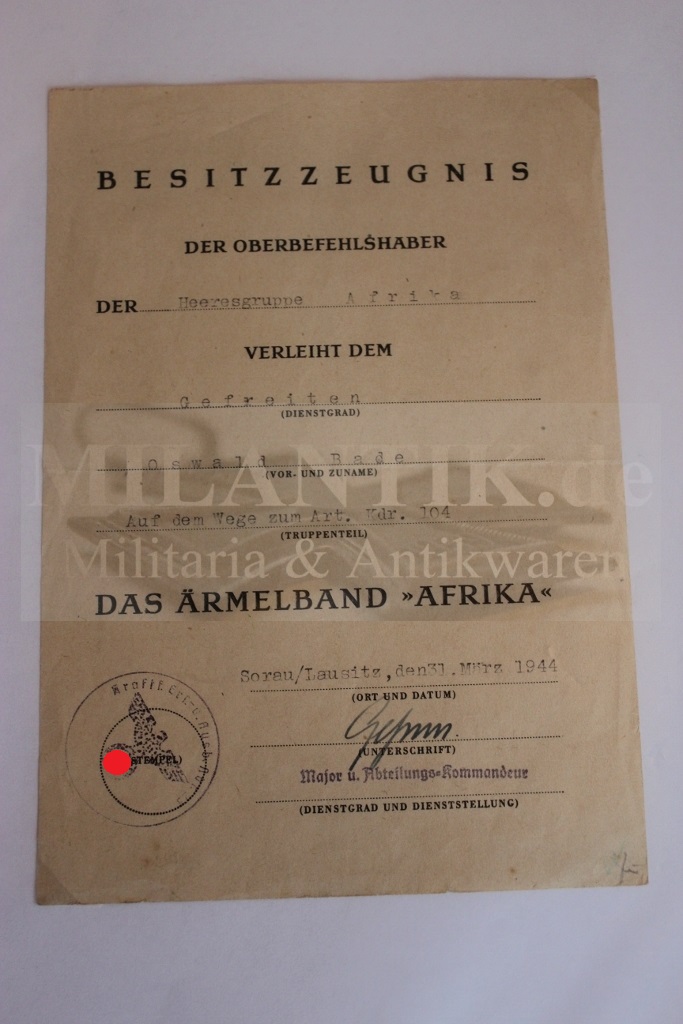 BESITZZEUGNIS
DER OBERBEFEHLSHABER
DER Heeresgruppe Afrika
VERLEIHT DEM
Gefreiten
(DIENSTGRAD)
Oswald Bade
(VOR- UND ZUNAME)
MILANTIK.de
Auf dem Wege zum Art. Kdr. 104
(TRUPPENTEIL)
Militaria & Antikwaren
DAS ÄRMELBAND »AFRIKA«
Sorau/Lausitz, den 31. März 1944
(ORT UND DATUM)
(UNTERSCHRIFT)
(STEMPEL)
Major u. Abteilungs-Kommandeur
(DIENSTGRAD UND DIENSTSTELLUNG)